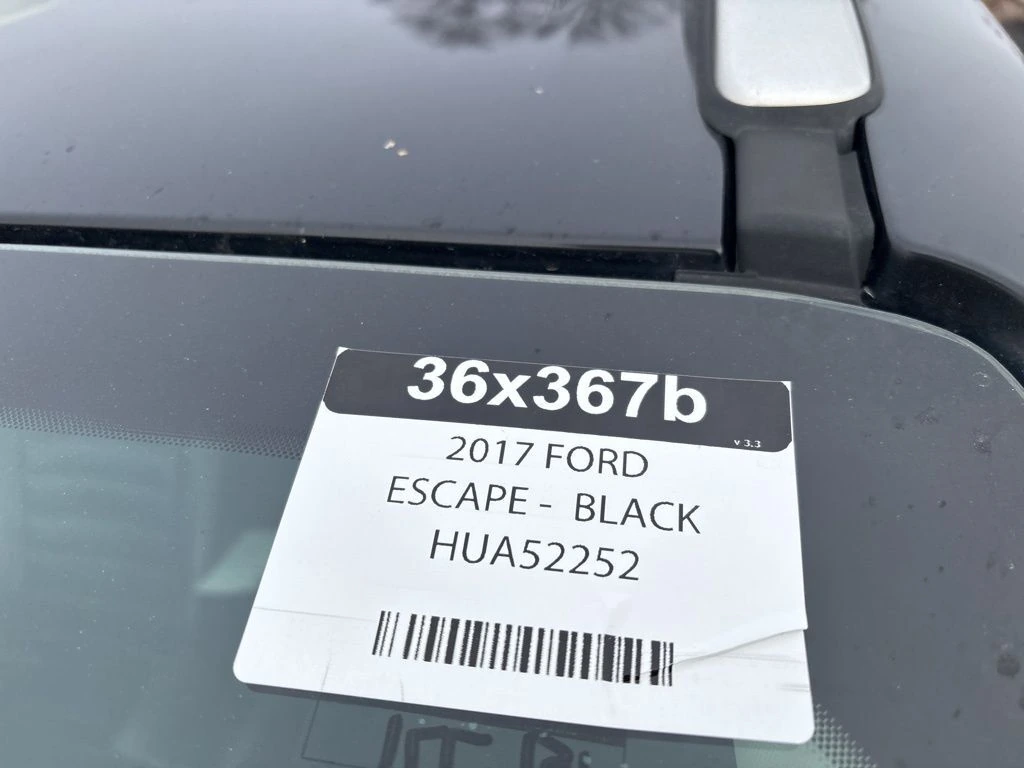 36x367b
v 3.3
2017 FORD
ESCAPE - BLACK
HUA52252